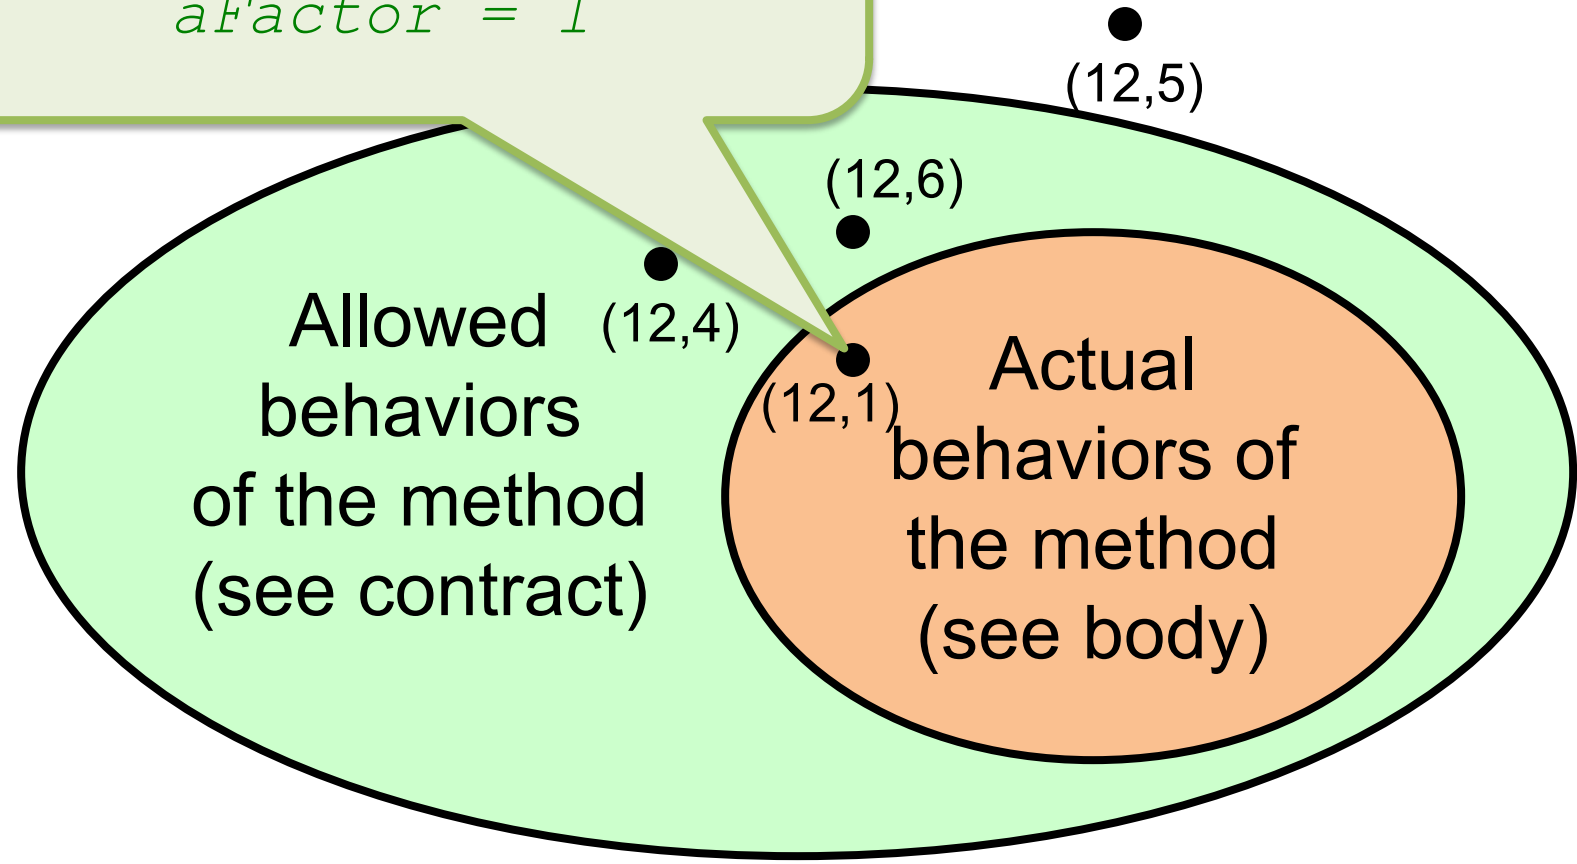 aFactor = 1
(12,5)
(12,6)
(12,4)
(12,1)
Allowed
behaviors
of the method
(see contract)
Actual
behaviors of
the method
(see body)